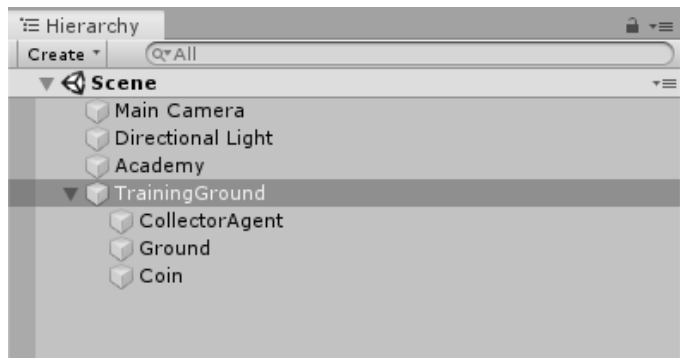 Hierarchy
Create All
Scene
Main Camera
Directional Light
Academy
TrainingGround
CollectorAgent
Ground
Coin